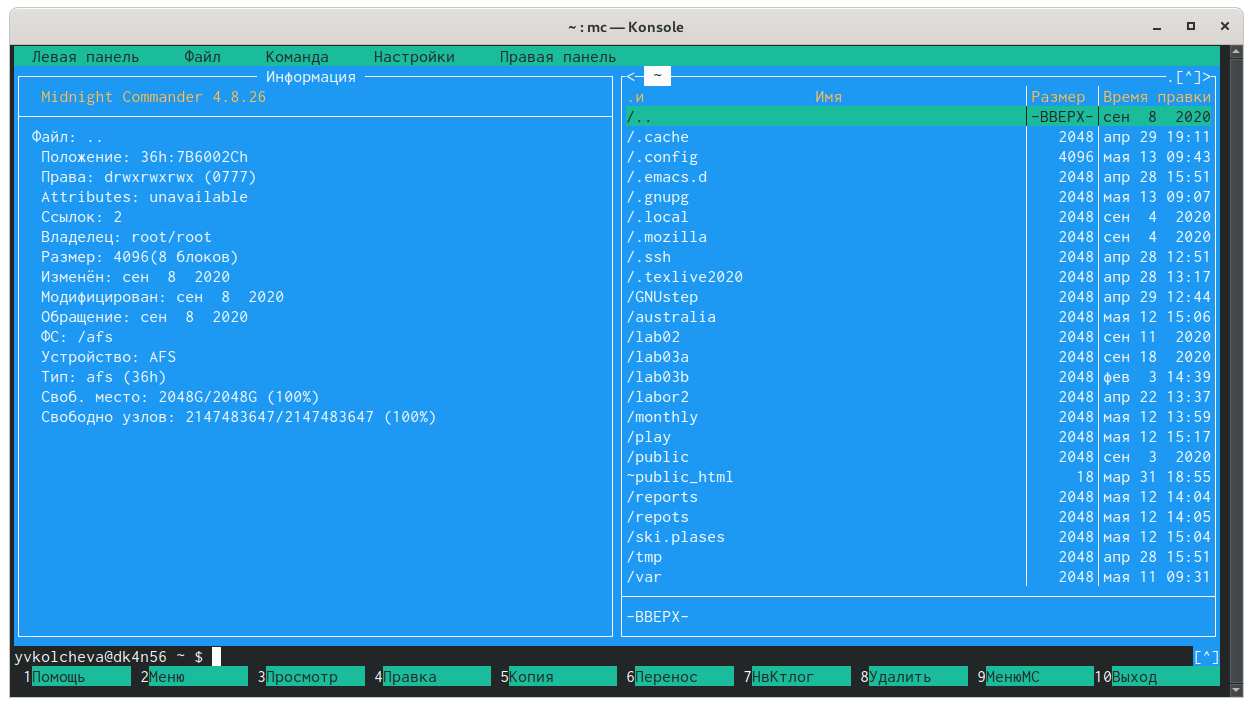 ~ : mc — Konsole
Левая панель Файл Команда Настройки Правая панель
Информация
Midnight Commander 4.8.26
Файл: ..
Положение: 36h:7B6002Ch
Права: drwxrwxrwx (0777)
Attributes: unavailable
Ссылок: 2
Владелец: root/root
Размер: 4096(8 блоков)
Изменён: сен 8 2020
Модифицирован: сен 8 2020
Обращение: сен 8 2020
ФС: /afs
Устройство: AFS
Тип: afs (36h)
Своб. место: 2048G/2048G (100%)
Свободно узлов: 2147483647/2147483647 (100%)
<─ ~ .[^]>
.и Имя Размер Время правки
/.. -ВВЕРХ- сен 8 2020
/.cache 2048 апр 29 19:11
/.config 4096 мая 13 09:43
/.emacs.d 2048 апр 28 15:51
/.gnupg 2048 мая 13 09:07
/.local 2048 сен 4 2020
/.mozilla 2048 сен 4 2020
/.ssh 2048 апр 28 12:51
/.texlive2020 2048 апр 28 13:17
/GNUstep 2048 апр 29 12:44
/australia 2048 мая 12 15:06
/lab02 2048 сен 11 2020
/lab03a 2048 сен 18 2020
/lab03b 2048 фев 3 14:39
/labor2 2048 апр 22 13:37
/monthly 2048 мая 12 13:59
/play 2048 мая 12 15:17
/public 2048 сен 3 2020
~public_html 18 мар 31 18:55
/reports 2048 мая 12 14:04
/repots 2048 мая 12 14:05
/ski.plases 2048 мая 12 15:04
/tmp 2048 апр 28 15:51
/var 2048 мая 11 09:31
-ВВЕРХ-
yvkolcheva@dk4n56 ~ $ [^]
1Помощь 2Меню 3Просмотр 4Правка 5Копия 6Перенос 7НвКтлог 8Удалить 9МенюMC 10Выход